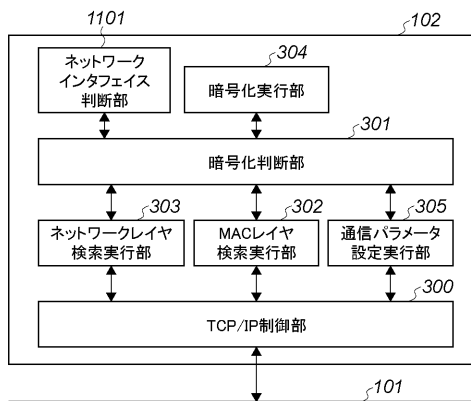 1101
102
ネットワーク
インタフェイス
判断部
304
暗号化実行部
301
暗号化判断部
303
ネットワークレイヤ
検索実行部
302
MACレイヤ
検索実行部
305
通信パラメータ
設定実行部
300
TCP/IP制御部
101